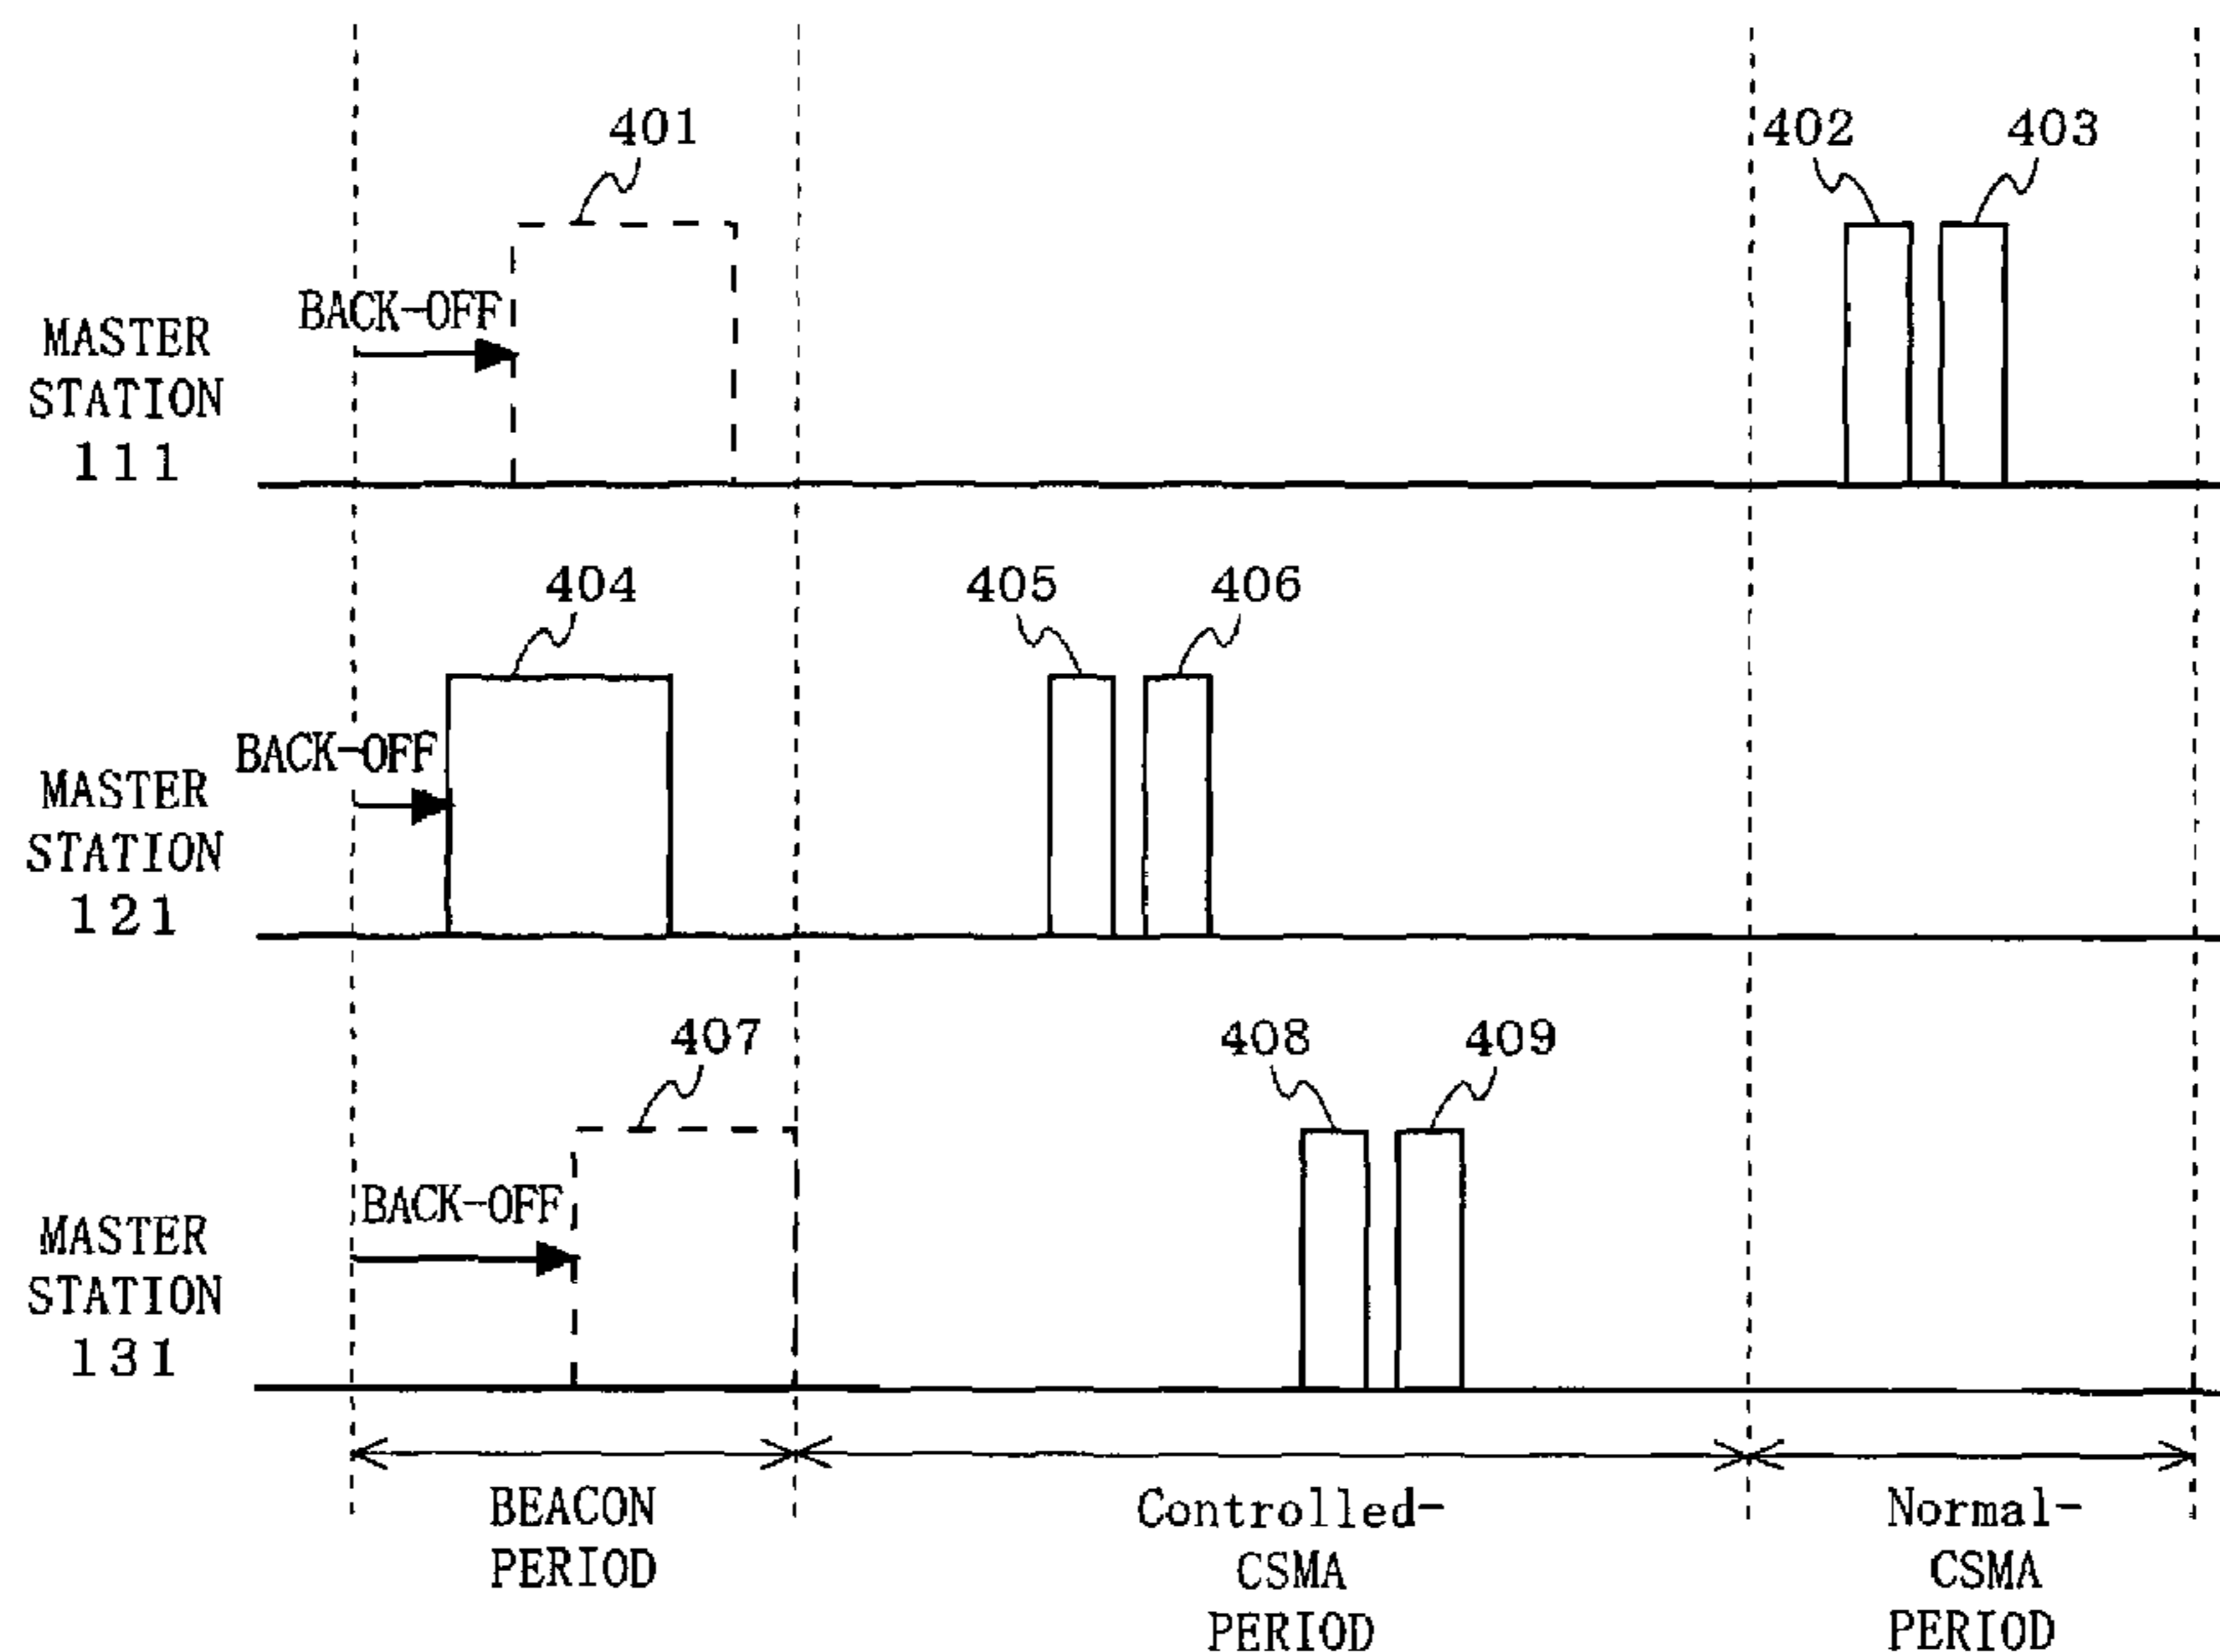 401
402
403
BACK-OFF
MASTER
STATION
111
404
405
406
BACK-OFF
MASTER
STATION
121
407
408
409
BACK-OFF
MASTER
STATION
131
BEACON
PERIOD
Controlled-
CSMA
PERIOD
Normal-
CSMA
PERIOD